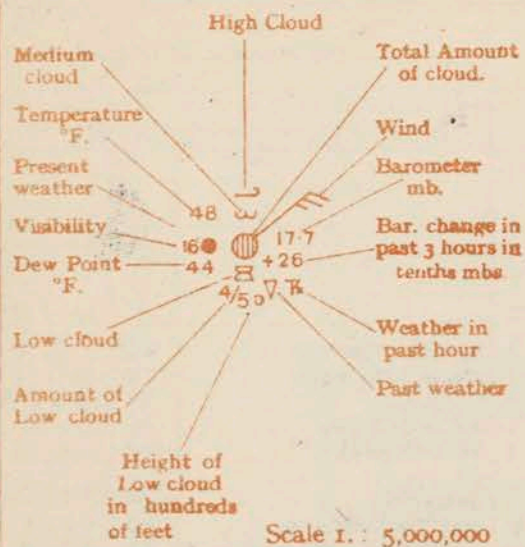 High Cloud
Medium
cloud
Total Amount
of cloud.
Temperature
°F.
Wind
Present
weather
Barometer
mb.
48
Visibility
16
17.7
Bar. change in
past 3 hours in
tenths mbs.
Dew Point
°F.
44
+26
4/50
Low cloud
Weather in
past hour
Amount of
Low cloud
Past weather
Height of
Low cloud
in hundreds
of feet
Scale 1. : 5,000,000